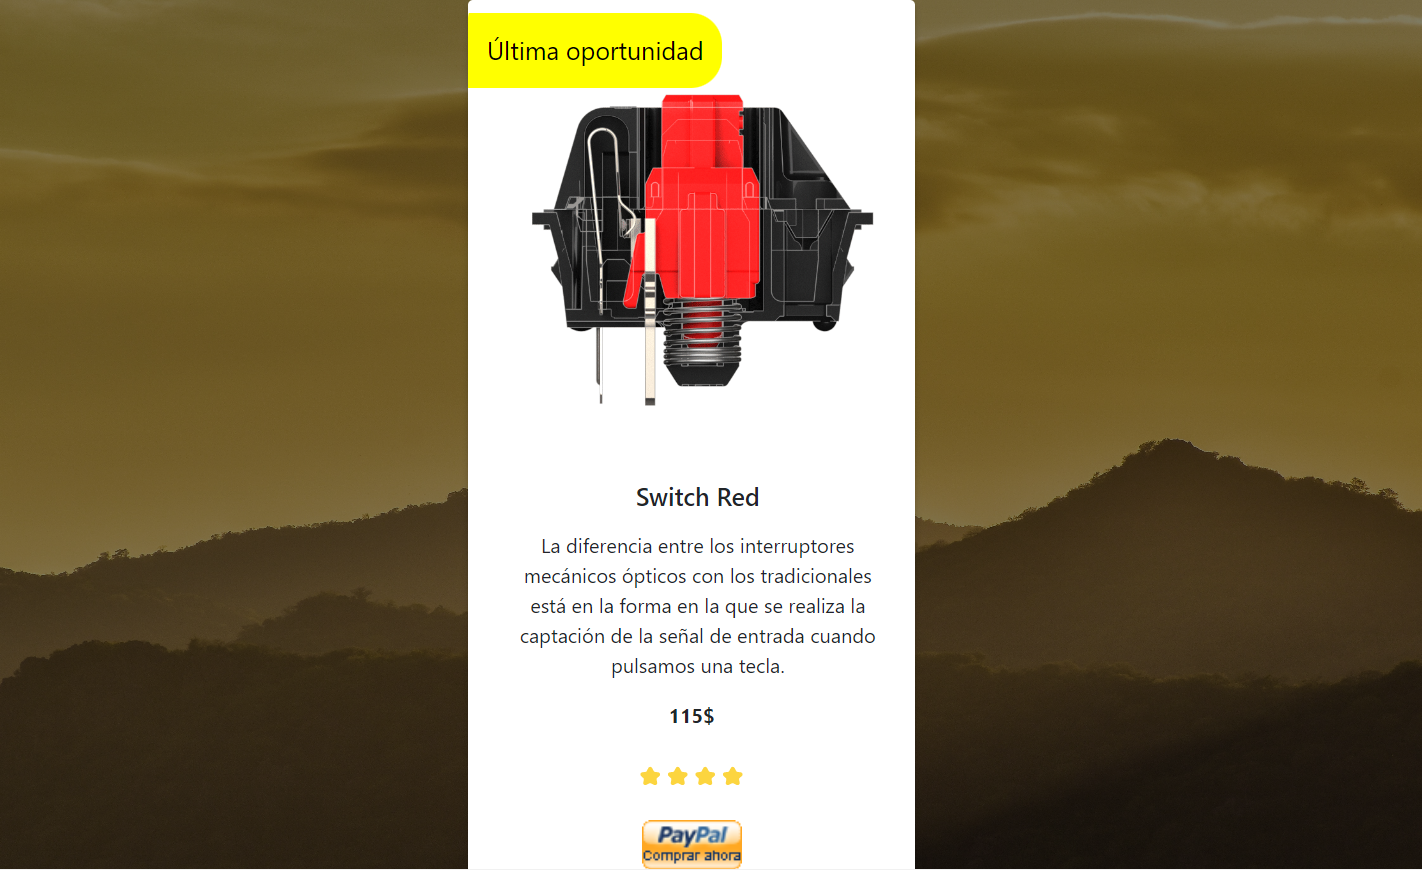 Última oportunidad
Switch Red
La diferencia entre los interruptores
mecánicos ópticos con los tradicionales
está en la forma en la que se realiza la
captación de la señal de entrada cuando
pulsamos una tecla.
115$
PayPal
Comprar ahora